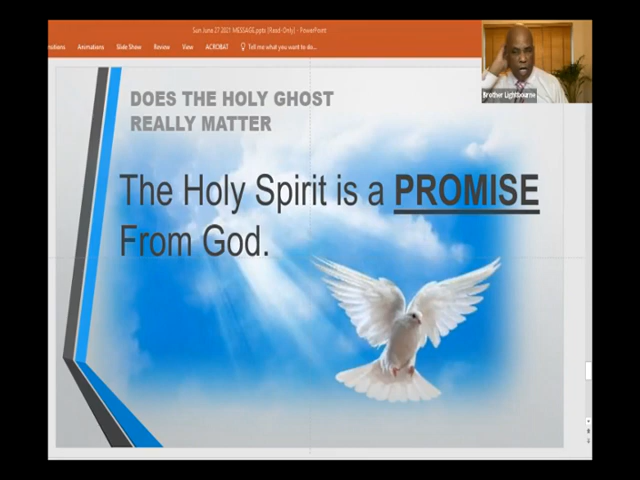 Sun June 27 2021 MESSAGE.pptx [Read-Only] - PowerPoint
Animations Slide Show Review View ACROBAT Tell me what you want to do...
Brother Lightbourne
DOES THE HOLY GHOST
REALLY MATTER
The Holy Spirit is a PROMISE
From God.